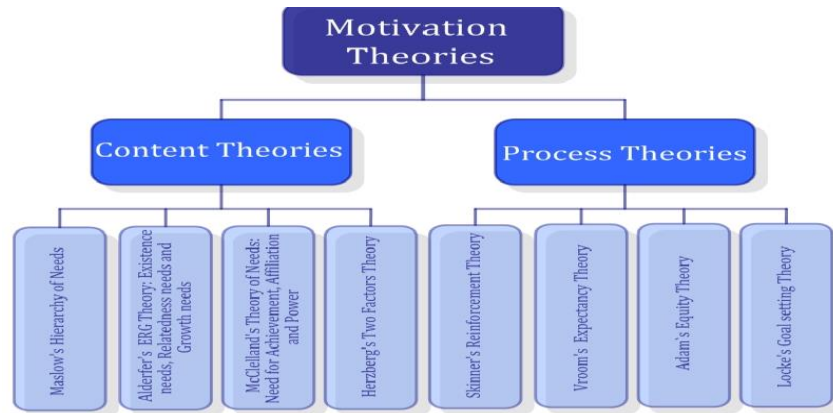 Motivation
Theories
Content Theories
Process Theories
Maslow's Hierarchy of Needs
Alderfer's ERG Theory: Existence
needs, Relatedness needs and
Growth needs
McClelland's Theory of Needs:
Need for Achievement, Affiliation
and Power
Herzberg's Two Factors Theory
Skinner's Reinforcement Theory
Vroom's Expectancy Theory
Adam's Equity Theory
Locke's Goal setting Theory